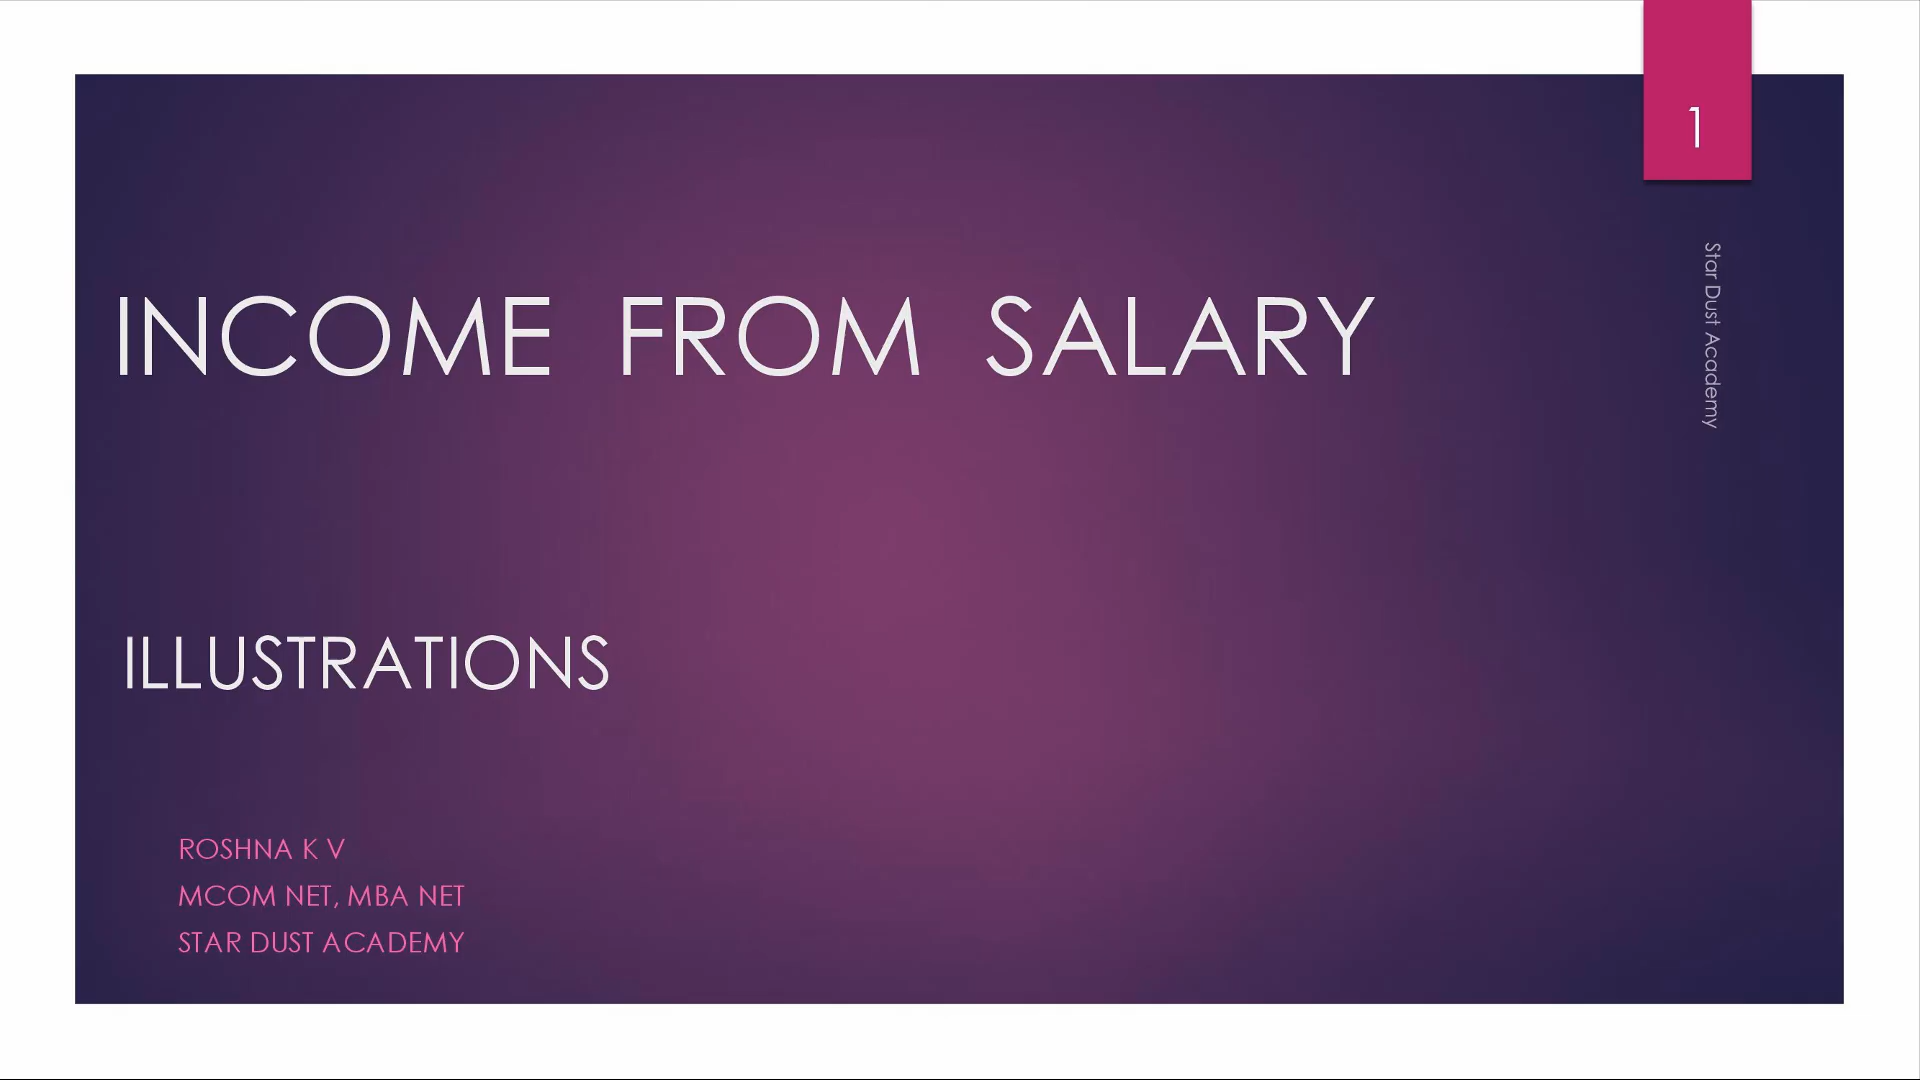 1
Star Dust Academy
INCOME FROM SALARY
ILLUSTRATIONS
ROSHNA K V
MCOM NET, MBA NET
STAR DUST ACADEMY